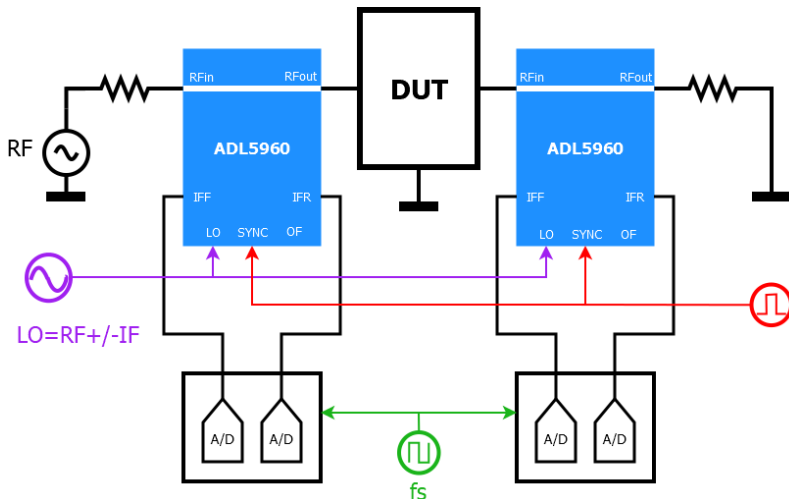 RFin
RFout
DUT
RFin
RFout
RF
ADL5960
ADL5960
IFF
IFR
IFF
IFR
LO
SYNC
OF
LO
SYNC
OF
LO=RF+/-IF
A/D
A/D
A/D
A/D
fs